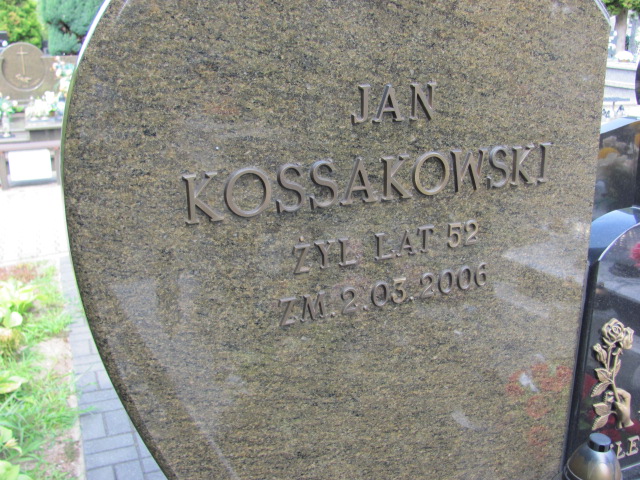 JAN
KOSSAKOWSKI
ŻYŁ LAT 52
ZM. 2.03.2006